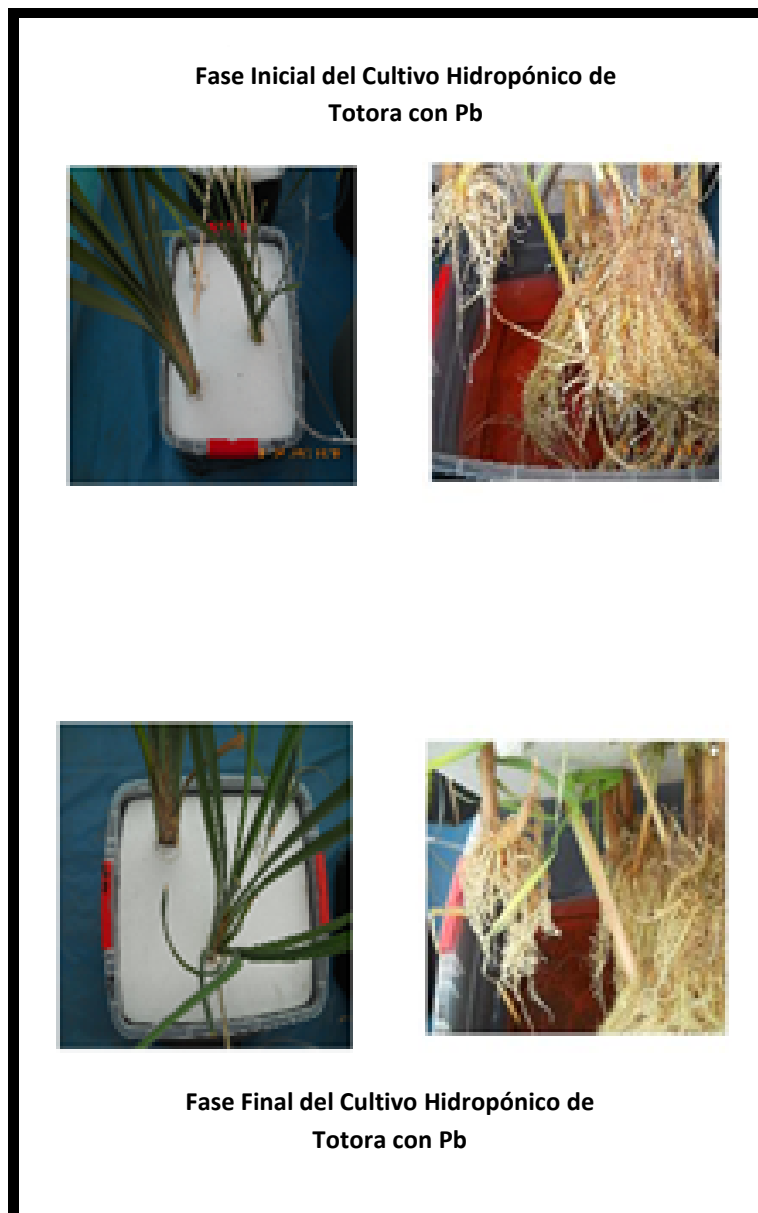 Fase Inicial del Cultivo Hidropónico de
Totora con Pb
Fase Final del Cultivo Hidropónico de
Totora con Pb